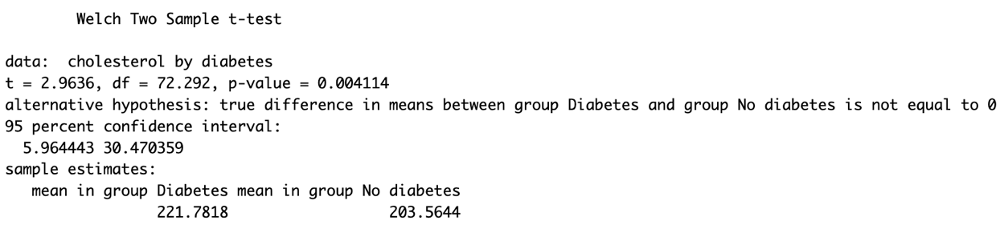 Welch Two Sample t-test
data:  cholesterol by diabetes
t = 2.9636, df = 72.292, p-value = 0.004114
alternative hypothesis: true difference in means between group Diabetes and group No diabetes is not equal to 0
95 percent confidence interval:
5.964443 30.470359
sample estimates:
mean in group Diabetes mean in group No diabetes
221.7818 203.5644